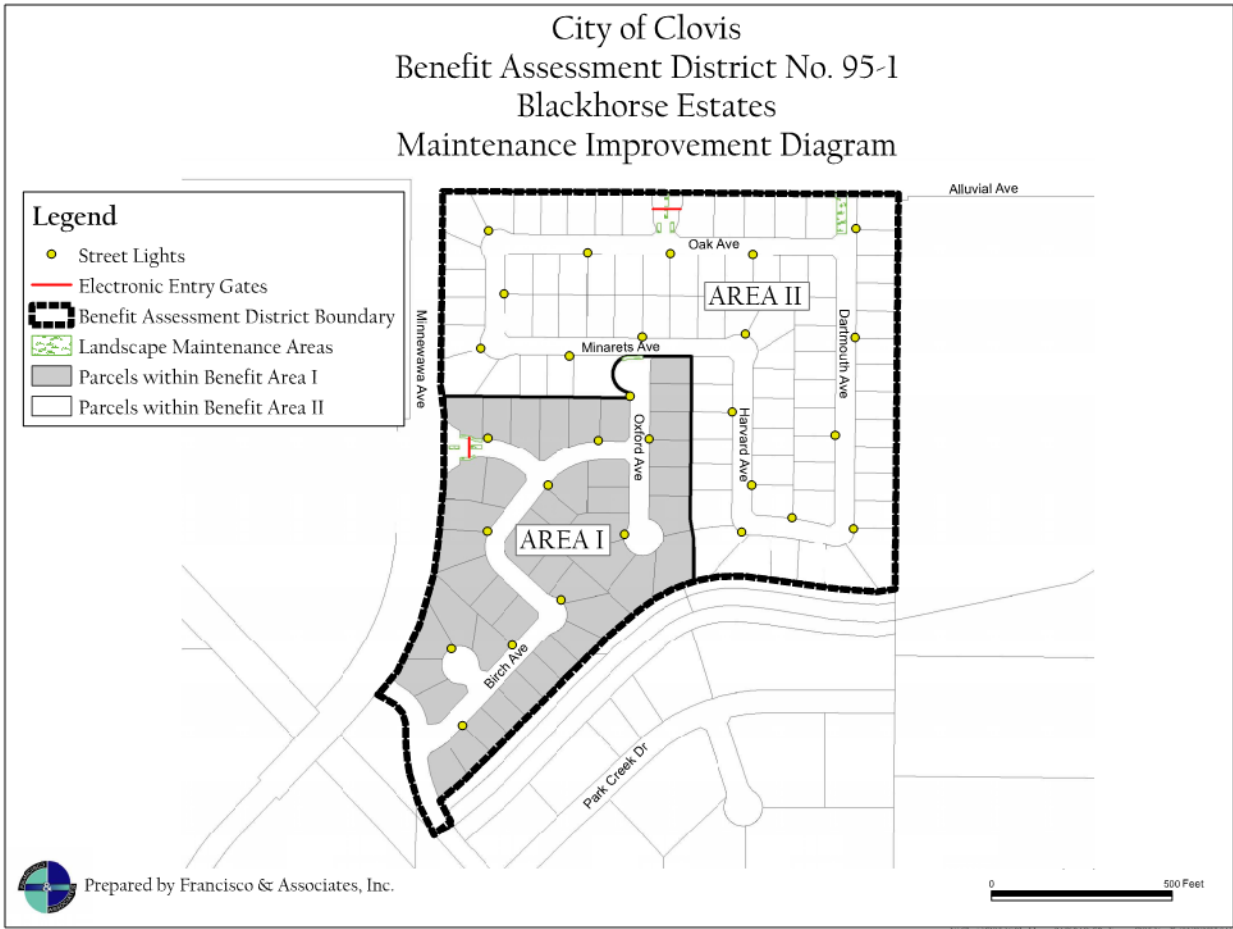 City of Clovis
Benefit Assessment District No. 95-1
Blackhorse Estates
Maintenance Improvement Diagram
Alluvial Ave
Legend
Street Lights
Electronic Entry Gates
Benefit Assessment District Boundary
Landscape Maintenance Areas
Parcels within Benefit Area I
Parcels within Benefit Area II
Minnewawa Ave
Oak Ave
AREA II
Minarets Ave
Dartmouth Ave
Harvard Ave
Oxford Ave
AREA I
Birch Ave
Park Creek Dr
&
Prepared by Francisco & Associates, Inc.
0
500 Feet